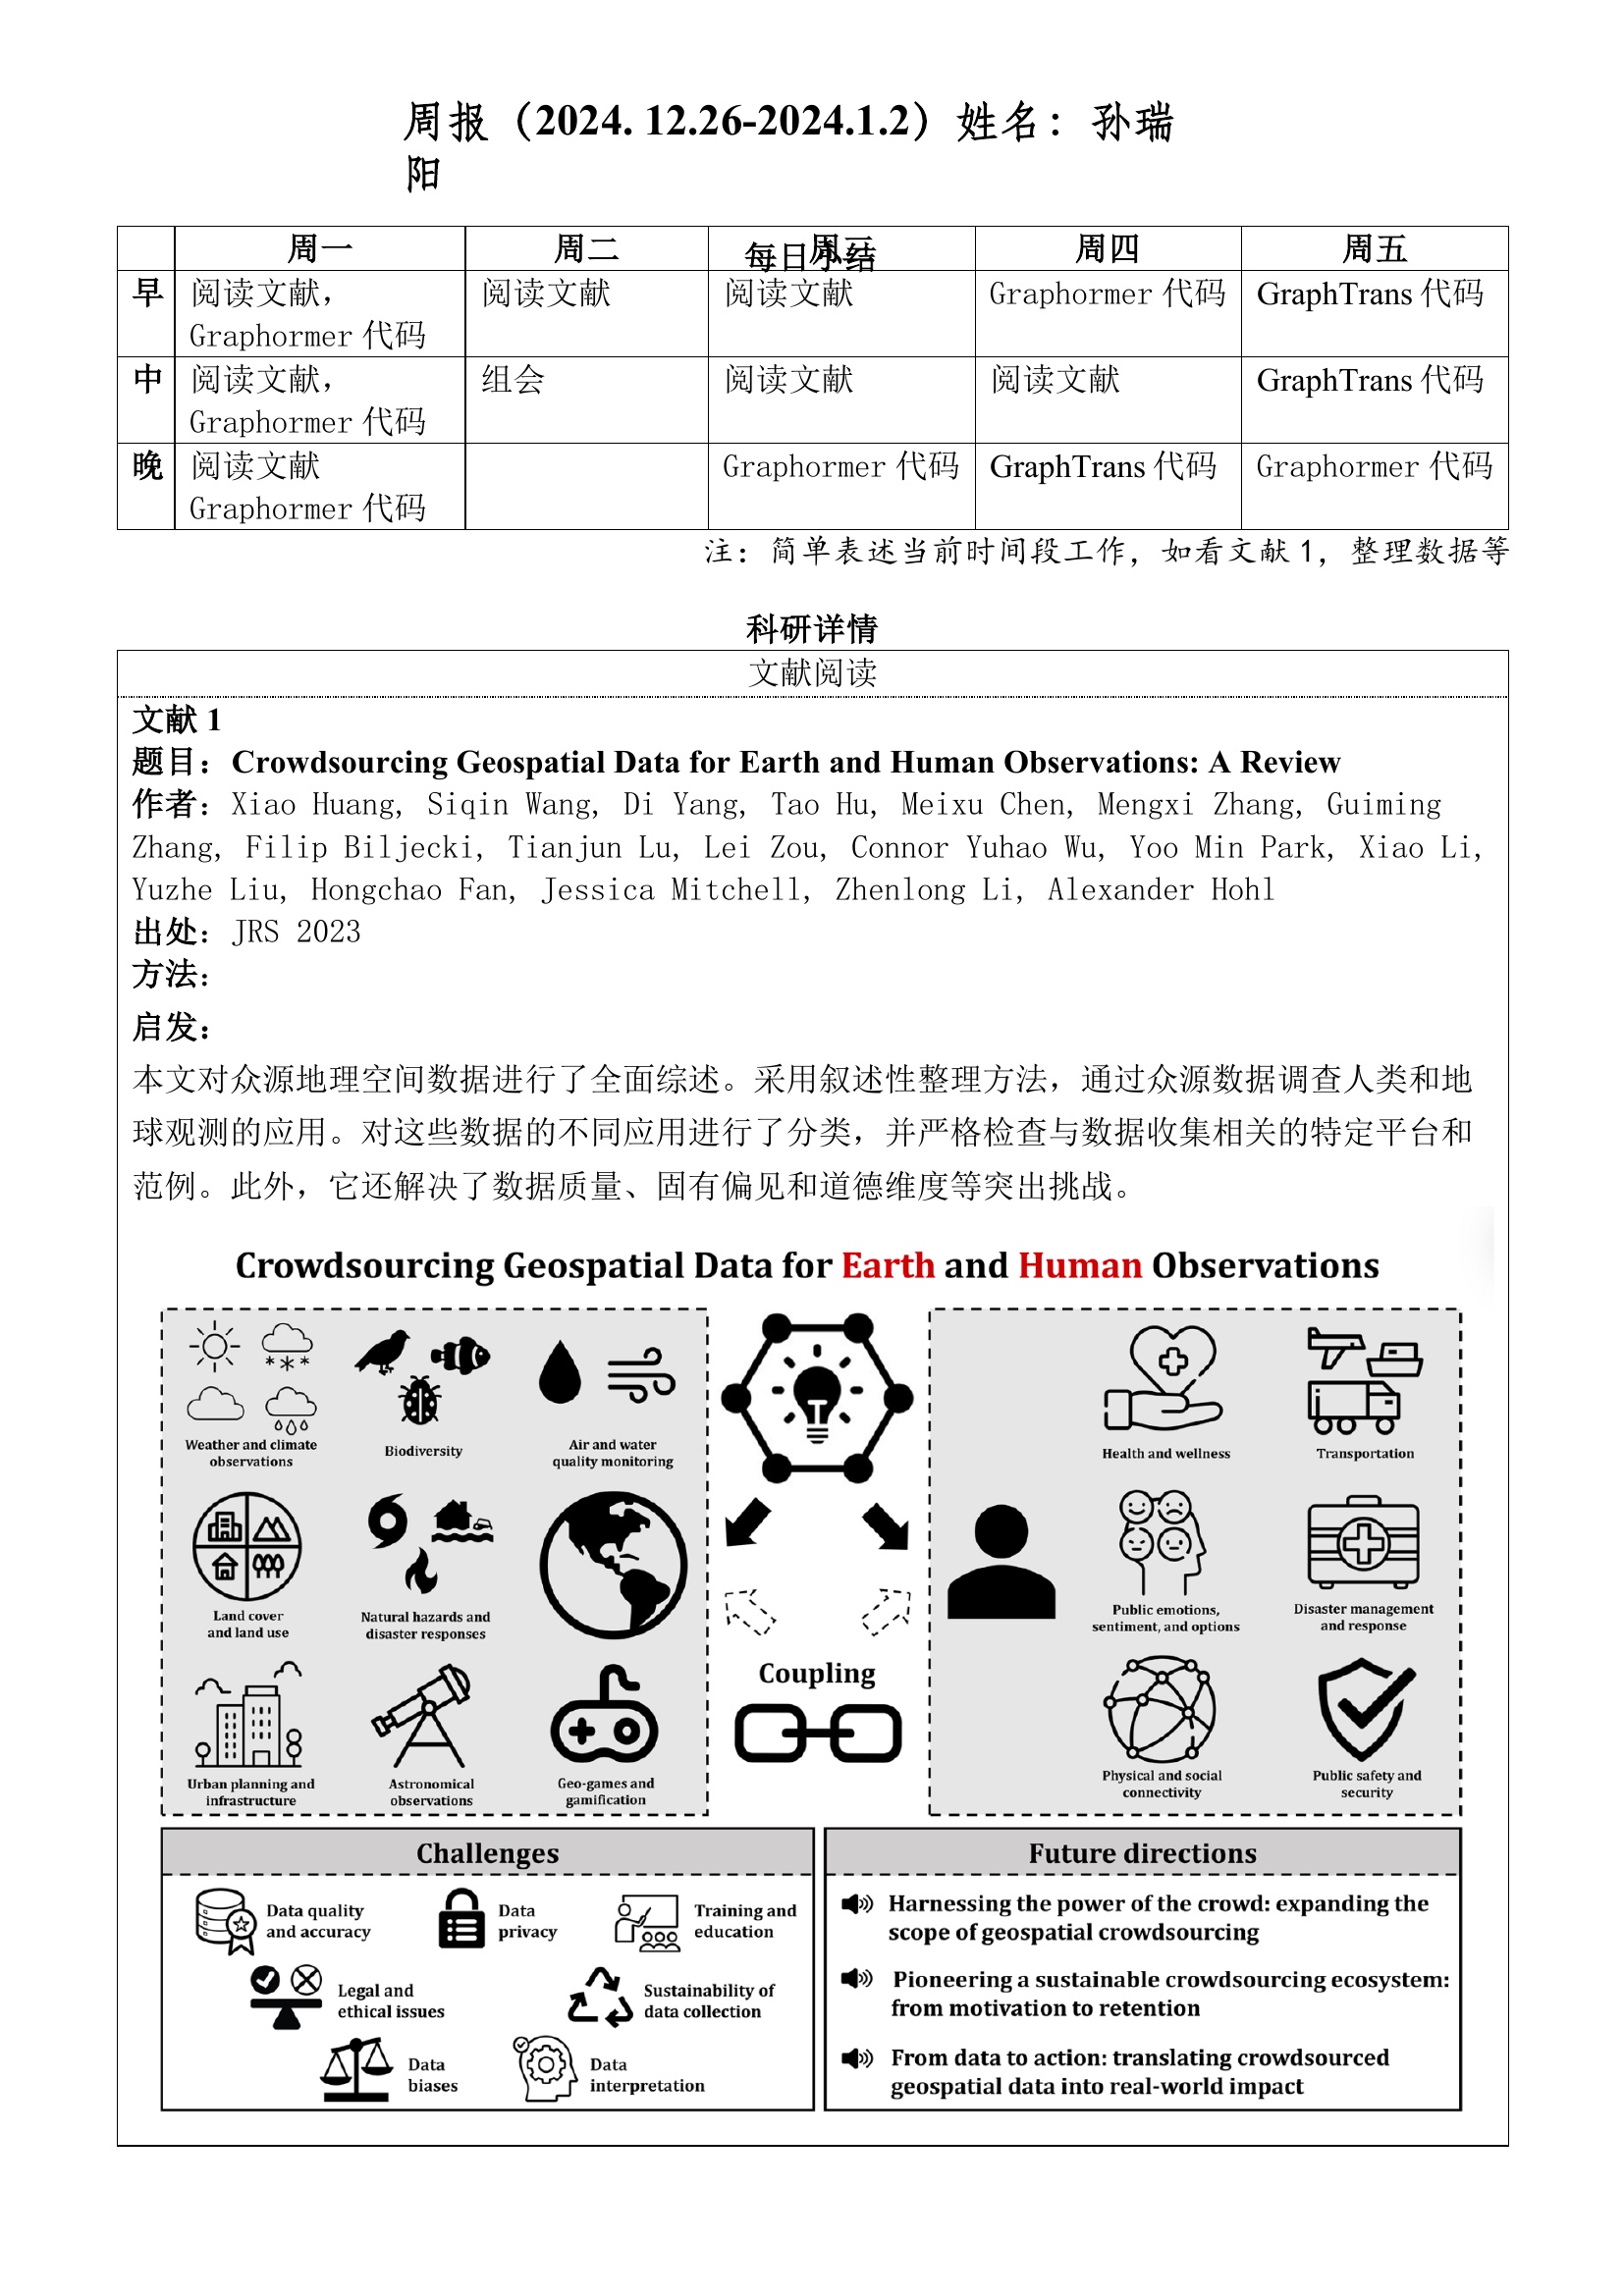 周报（2024. 12.26-2024.1.2）姓名：孙瑞
阳
每日小结
周一 周二 周三 周四 周五
早 阅读文献， 阅读文献 阅读文献 Graphormer 代码 GraphTrans 代码
Graphormer 代码
中 阅读文献， 组会 阅读文献 阅读文献 GraphTrans 代码
Graphormer 代码
晚 阅读文献 Graphormer 代码 GraphTrans 代码 Graphormer 代码
Graphormer 代码
注：简单表述当前时间段工作，如看文献 1，整理数据等
科研详情
文献阅读
文献 1
题目：Crowdsourcing Geospatial Data for Earth and Human Observations: A Review
作者：Xiao Huang, Siqin Wang, Di Yang, Tao Hu, Meixu Chen, Mengxi Zhang, Guiming
Zhang, Filip Biljecki, Tianjun Lu, Lei Zou, Connor Yuhao Wu, Yoo Min Park, Xiao Li,
Yuzhe Liu, Hongchao Fan, Jessica Mitchell, Zhenlong Li, Alexander Hohl
出处：JRS 2023
方法：
启发：
本文对众源地理空间数据进行了全面综述。采用叙述性整理方法，通过众源数据调查人类和地
球观测的应用。对这些数据的不同应用进行了分类，并严格检查与数据收集相关的特定平台和
范例。此外，它还解决了数据质量、固有偏见和道德维度等突出挑战。
Crowdsourcing Geospatial Data for Earth and Human Observations
Weather and climate
observations
Biodiversity
Air and water
quality monitoring
Land cover
and land use
Natural hazards and
disaster responses
Urban planning and
infrastructure
Astronomical
observations
Geo-games and
gamification
Coupling
Health and wellness
Transportation
Public emotions,
sentiment, and options
Disaster management
and response
Physical and social
connectivity
Public safety and
security
Challenges
Data quality
and accuracy
Data
privacy
Training and
education
Legal and
ethical issues
Sustainability of
data collection
Data
biases
Data
interpretation
Future directions
Harnessing the power of the crowd: expanding the
scope of geospatial crowdsourcing
Pioneering a sustainable crowdsourcing ecosystem:
from motivation to retention
From data to action: translating crowdsourced
geospatial data into real-world impact